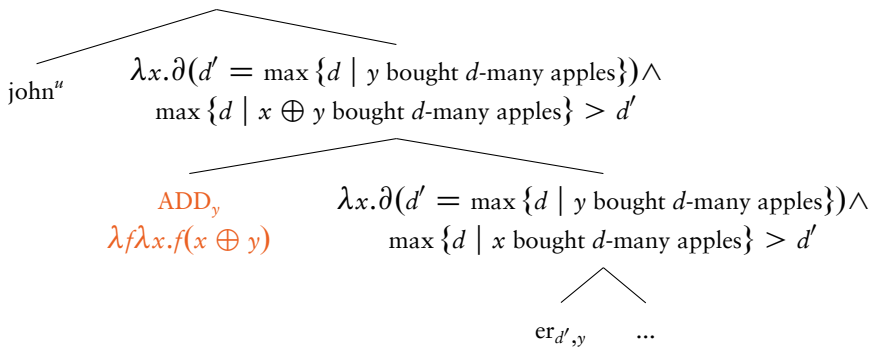 johnᵘ
λx.∂(d′ = max {d | y bought d-many apples})∧
max {d | x ⊕ y bought d-many apples} > d′
ADD_y
λfλx.f(x ⊕ y)
λx.∂(d′ = max {d | y bought d-many apples})∧
max {d | x bought d-many apples} > d′
er_{d′,y}
...